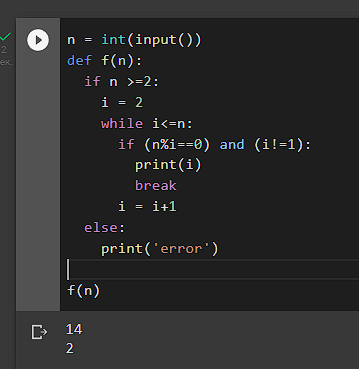 n = int(input())
def f(n):
  if n >=2:
    i = 2
    while i<=n:
      if (n%i==0) and (i!=1):
        print(i)
        break
      i = i+1
  else:
    print('error')

f(n)
14
2
2
ек.